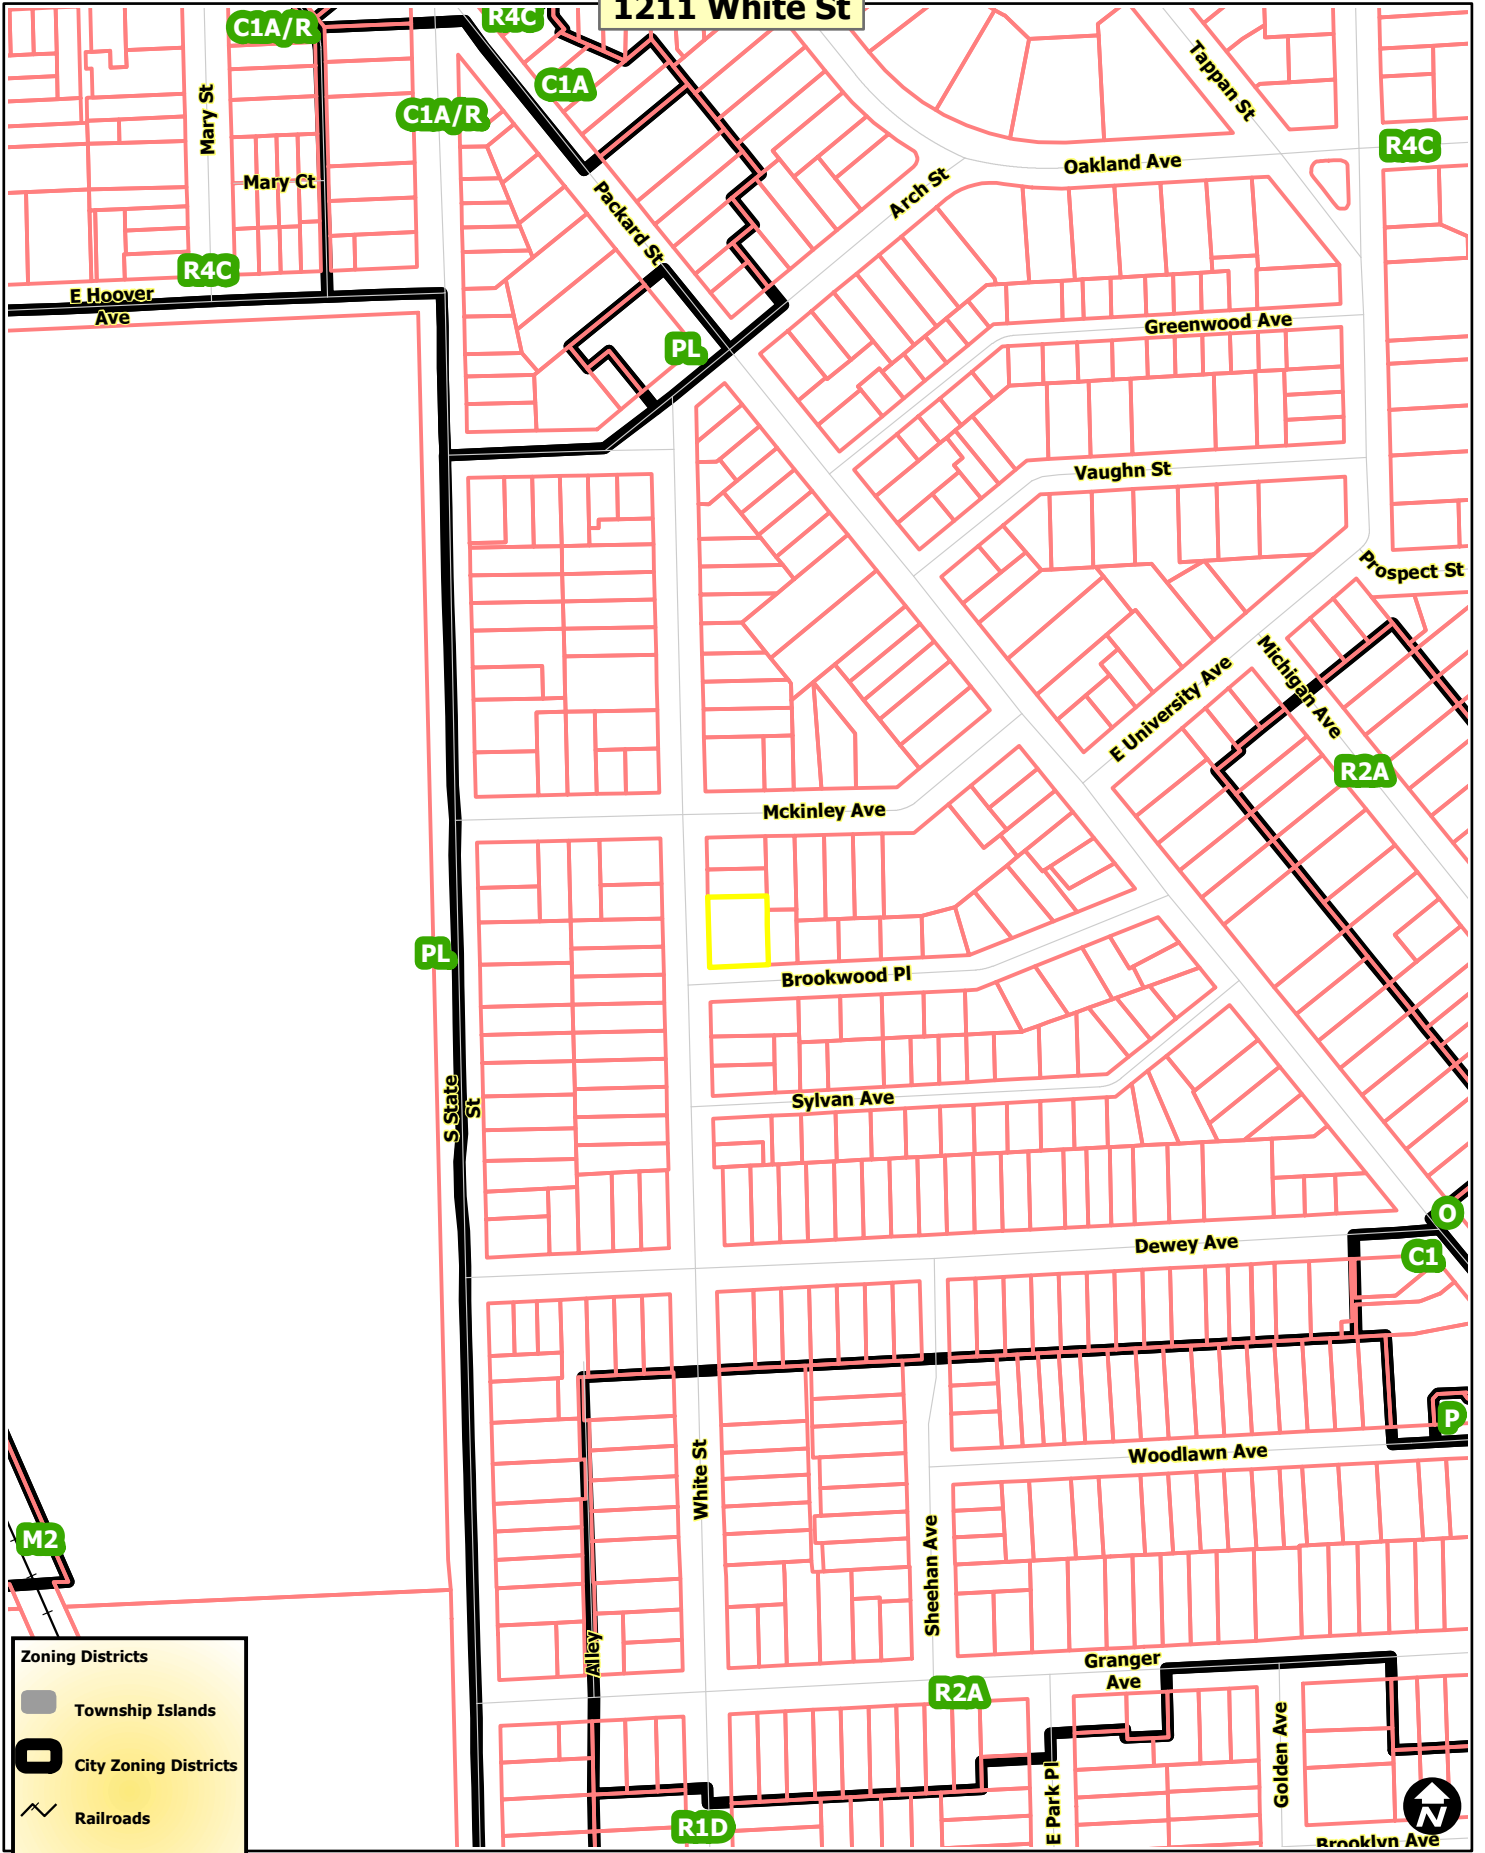 1211 White St
C1A/R
R4C
C1A
C1A/R
Mary St
Tappan St
R4C
Oakland Ave
Mary Ct
Packard St
Arch St
R4C
E Hoover
Ave
Greenwood Ave
PL
Vaughn St
Prospect St
Michigan Ave
E University Ave
R2A
Mckinley Ave
PL
Brookwood Pl
S State
St
Sylvan Ave
O
Dewey Ave
C1
P
White St
Woodlawn Ave
M2
Sheehan Ave
Alley
Granger
Ave
R2A
Golden Ave
E Park Pl
R1D
Brooklyn Ave
N
Zoning Districts
Township Islands
City Zoning Districts
Railroads